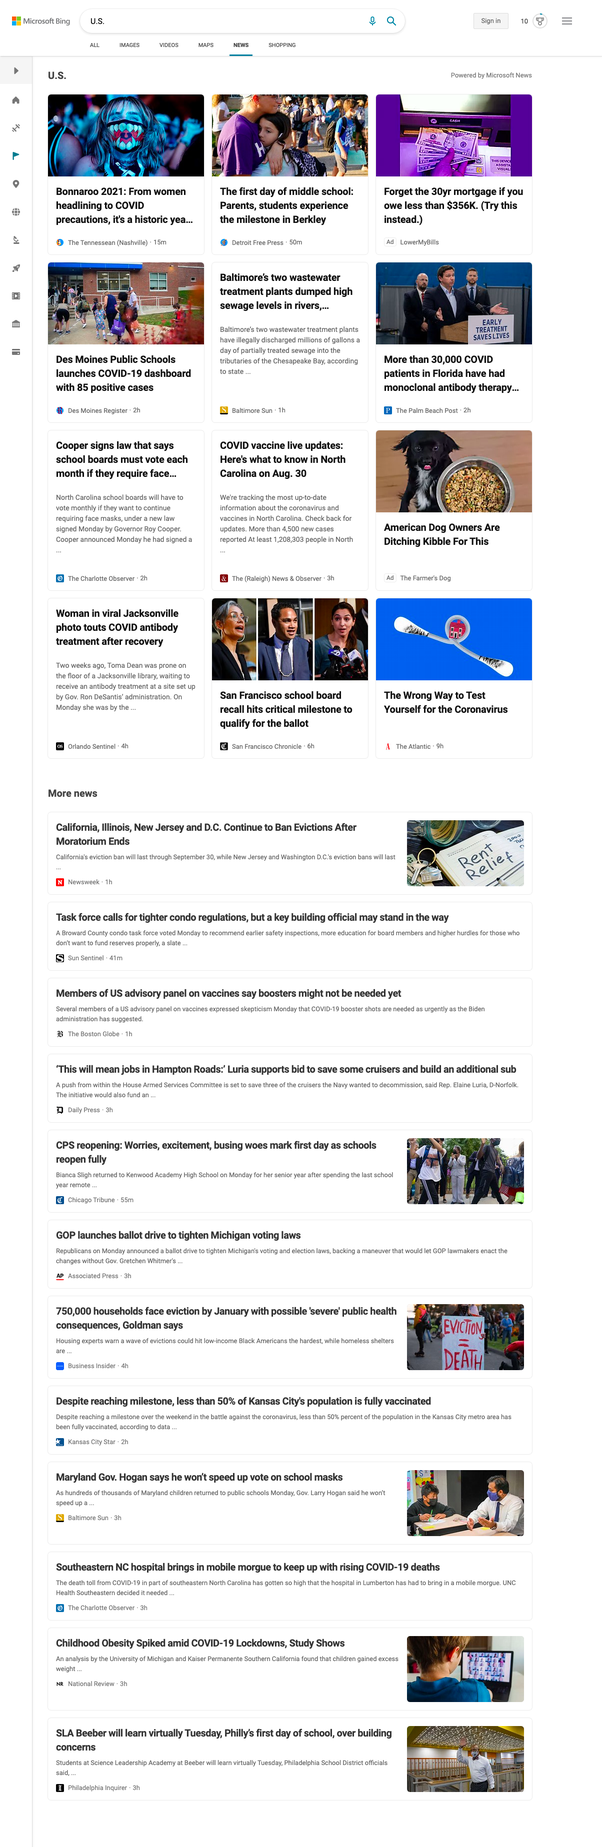 Microsoft Bing
U.S.
Sign in
10
ALL
IMAGES
VIDEOS
MAPS
NEWS
SHOPPING
U.S.
Powered by Microsoft News
Bonnaroo 2021: From women
headlining to COVID
precautions, it's a historic yea...
The Tennessean (Nashville) · 15m
The first day of middle school:
Parents, students experience
the milestone in Berkley
Detroit Free Press · 50m
CASH
Forget the 30yr mortgage if you
owe less than $356K. (Try this
instead.)
Ad LowerMyBills
Des Moines Public Schools
launches COVID-19 dashboard
with 85 positive cases
Des Moines Register · 2h
Baltimore's two wastewater
treatment plants dumped high
sewage levels in rivers,...
Baltimore's two wastewater treatment plants
have illegally discharged millions of gallons a
day of partially treated sewage into the
tributaries of the Chesapeake Bay, according
to state ...
Baltimore Sun · 1h
EARLY
TREATMENT
SAVES LIVES
More than 30,000 COVID
patients in Florida have had
monoclonal antibody therapy...
The Palm Beach Post · 2h
Cooper signs law that says
school boards must vote each
month if they require face...
North Carolina school boards will have to
vote monthly if they want to continue
requiring face masks, under a new law
signed Monday by Governor Roy Cooper.
Cooper announced Monday he had signed a
...
The Charlotte Observer · 2h
COVID vaccine live updates:
Here's what to know in North
Carolina on Aug. 30
We're tracking the most up-to-date
information about the coronavirus and
vaccines in North Carolina. Check back for
updates. More than 4,500 new cases
reported At least 1,208,303 people in North
...
The (Raleigh) News & Observer · 3h
American Dog Owners Are
Ditching Kibble For This
Ad The Farmer's Dog
Woman in viral Jacksonville
photo touts COVID antibody
treatment after recovery
Two weeks ago, Toma Dean was prone on
the floor of a Jacksonville library, waiting to
receive an antibody treatment at a site set up
by Gov. Ron DeSantis' administration. On
Monday she was by the ...
Orlando Sentinel · 4h
San Francisco school board
recall hits critical milestone to
qualify for the ballot
San Francisco Chronicle · 6h
The Wrong Way to Test
Yourself for the Coronavirus
The Atlantic · 9h
More news
California, Illinois, New Jersey and D.C. Continue to Ban Evictions After
Moratorium Ends
California's eviction ban will last through September 30, while New Jersey and Washington D.C.'s eviction bans will last
...
Newsweek · 1h
Rent
Relief
Task force calls for tighter condo regulations, but a key building official may stand in the way
A Broward County condo task force voted Monday to recommend earlier safety inspections, more education for board members and higher hurdles for those who
don't want to fund reserves properly, a slate ...
Sun Sentinel · 41m
Members of US advisory panel on vaccines say boosters might not be needed yet
Several members of a US advisory panel on vaccines expressed skepticism Monday that COVID-19 booster shots are needed as urgently as the Biden
administration has suggested.
The Boston Globe · 1h
'This will mean jobs in Hampton Roads:' Luria supports bid to save some cruisers and build an additional sub
A push from within the House Armed Services Committee is set to save three of the cruisers the Navy wanted to decommission, said Rep. Elaine Luria, D-Norfolk.
The initiative would also fund an ...
Daily Press · 3h
CPS reopening: Worries, excitement, busing woes mark first day as schools
reopen fully
Bianca Sligh returned to Kenwood Academy High School on Monday for her senior year after spending the last school
year remote ...
Chicago Tribune · 55m
GOP launches ballot drive to tighten Michigan voting laws
Republicans on Monday announced a ballot drive to tighten Michigan's voting and election laws, backing a maneuver that would let GOP lawmakers enact the
changes without Gov. Gretchen Whitmer's ...
AP Associated Press · 3h
750,000 households face eviction by January with possible 'severe' public health
consequences, Goldman says
Housing experts warn a wave of evictions could hit low-income Black Americans the hardest, while homeless shelters
are ...
Business Insider · 4h
EVICTION
=
DEATH
Despite reaching milestone, less than 50% of Kansas City's population is fully vaccinated
Despite reaching a milestone over the weekend in the battle against the coronavirus, less than 50% percent of the population in the Kansas City metro area has
been fully vaccinated, according to data ...
Kansas City Star · 2h
Maryland Gov. Hogan says he won't speed up vote on school masks
As hundreds of thousands of Maryland children returned to public schools Monday, Gov. Larry Hogan said he won't
speed up a ...
Baltimore Sun · 3h
Southeastern NC hospital brings in mobile morgue to keep up with rising COVID-19 deaths
The death toll from COVID-19 in part of southeastern North Carolina has gotten so high that the hospital in Lumberton has had to bring in a mobile morgue. UNC
Health Southeastern decided it needed ...
The Charlotte Observer · 3h
Childhood Obesity Spiked amid COVID-19 Lockdowns, Study Shows
An analysis by the University of Michigan and Kaiser Permanente Southern California found that children gained excess
weight ...
NR National Review · 3h
SLA Beeber will learn virtually Tuesday, Philly's first day of school, over building
concerns
Students at Science Leadership Academy at Beeber will learn virtually Tuesday, Philadelphia School District officials
said,...
Philadelphia Inquirer · 3h